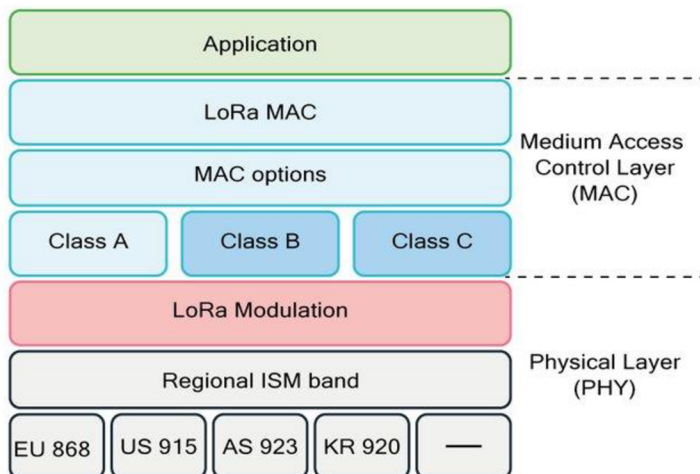 Application
LoRa MAC
MAC options
Class A
Class B
Class C
LoRa Modulation
Regional ISM band
EU 868
US 915
AS 923
KR 920
—
Medium Access
Control Layer
(MAC)
Physical Layer
(PHY)